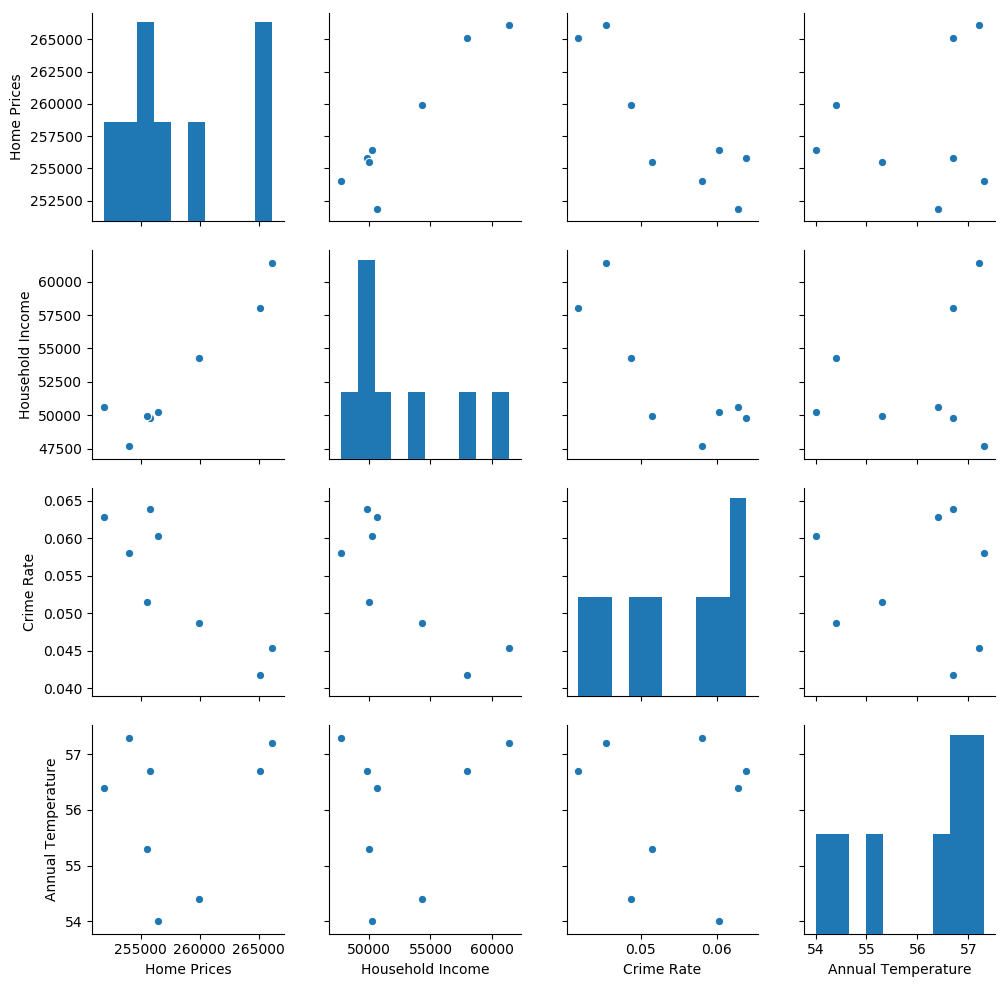 265000
262500
260000
257500
255000
252500
Home Prices
60000
57500
55000
52500
50000
47500
Household Income
0.065
0.060
0.055
0.050
0.045
0.040
Crime Rate
57
56
55
54
Annual Temperature
255000 260000 265000
Home Prices
50000 55000 60000
Household Income
0.05 0.06
Crime Rate
54 55 56 57
Annual Temperature